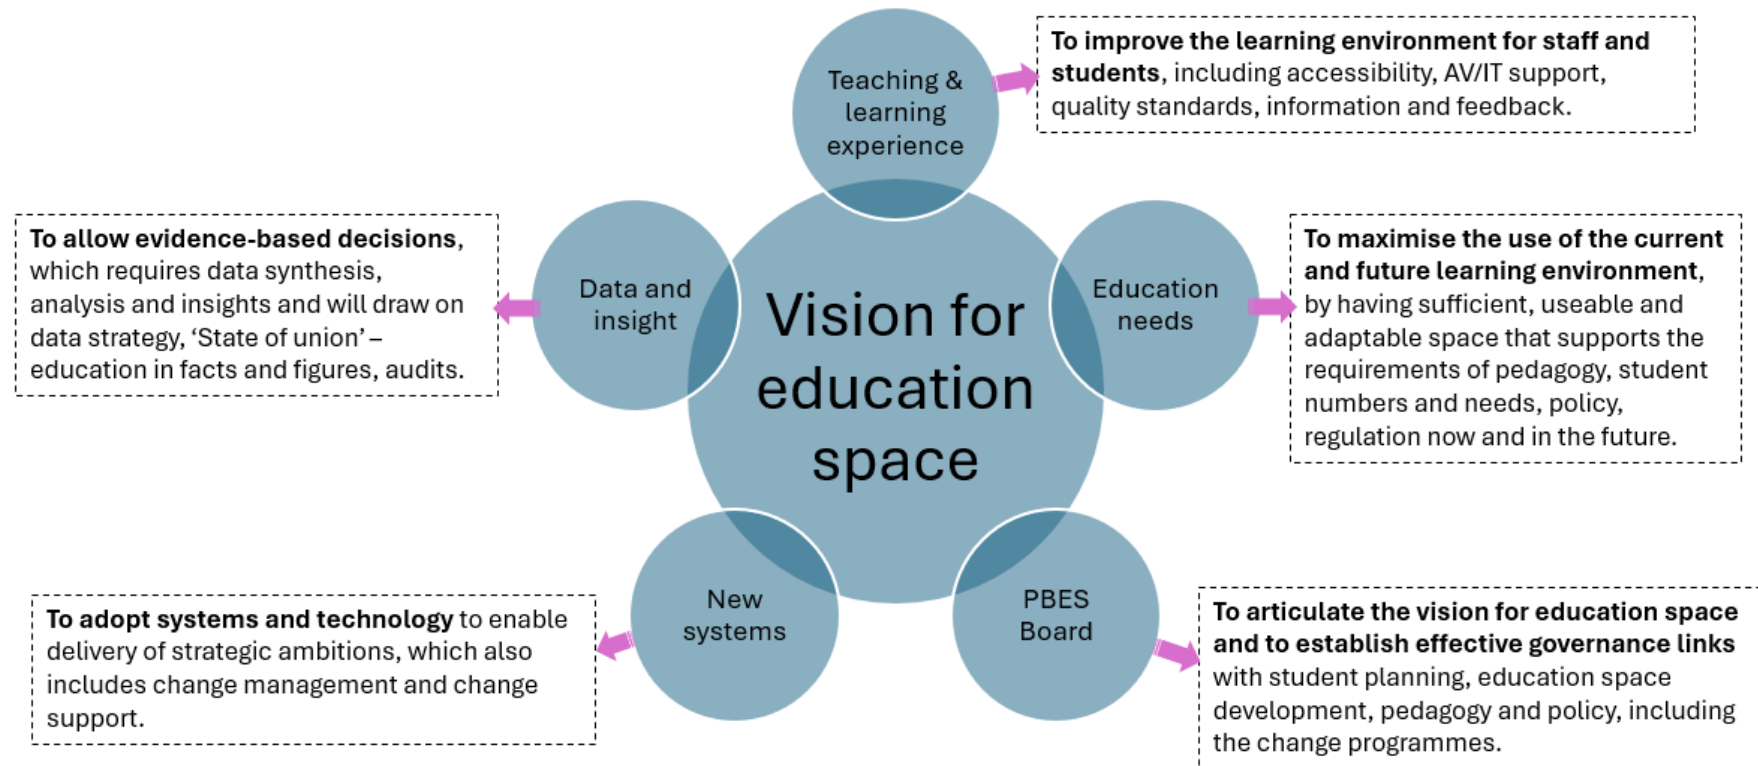 Teaching &
learning
experience
To improve the learning environment for staff and
students, including accessibility, AV/IT support,
quality standards, information and feedback.
To allow evidence-based decisions,
which requires data synthesis,
analysis and insights and will draw on
data strategy, ‘State of union’ –
education in facts and figures, audits.
Data and
insight
Vision for
education
space
Education
needs
To maximise the use of the current
and future learning environment,
by having sufficient, useable and
adaptable space that supports the
requirements of pedagogy, student
numbers and needs, policy,
regulation now and in the future.
To adopt systems and technology to enable
delivery of strategic ambitions, which also
includes change management and change
support.
New
systems
PBES
Board
To articulate the vision for education space
and to establish effective governance links
with student planning, education space
development, pedagogy and policy, including
the change programmes.